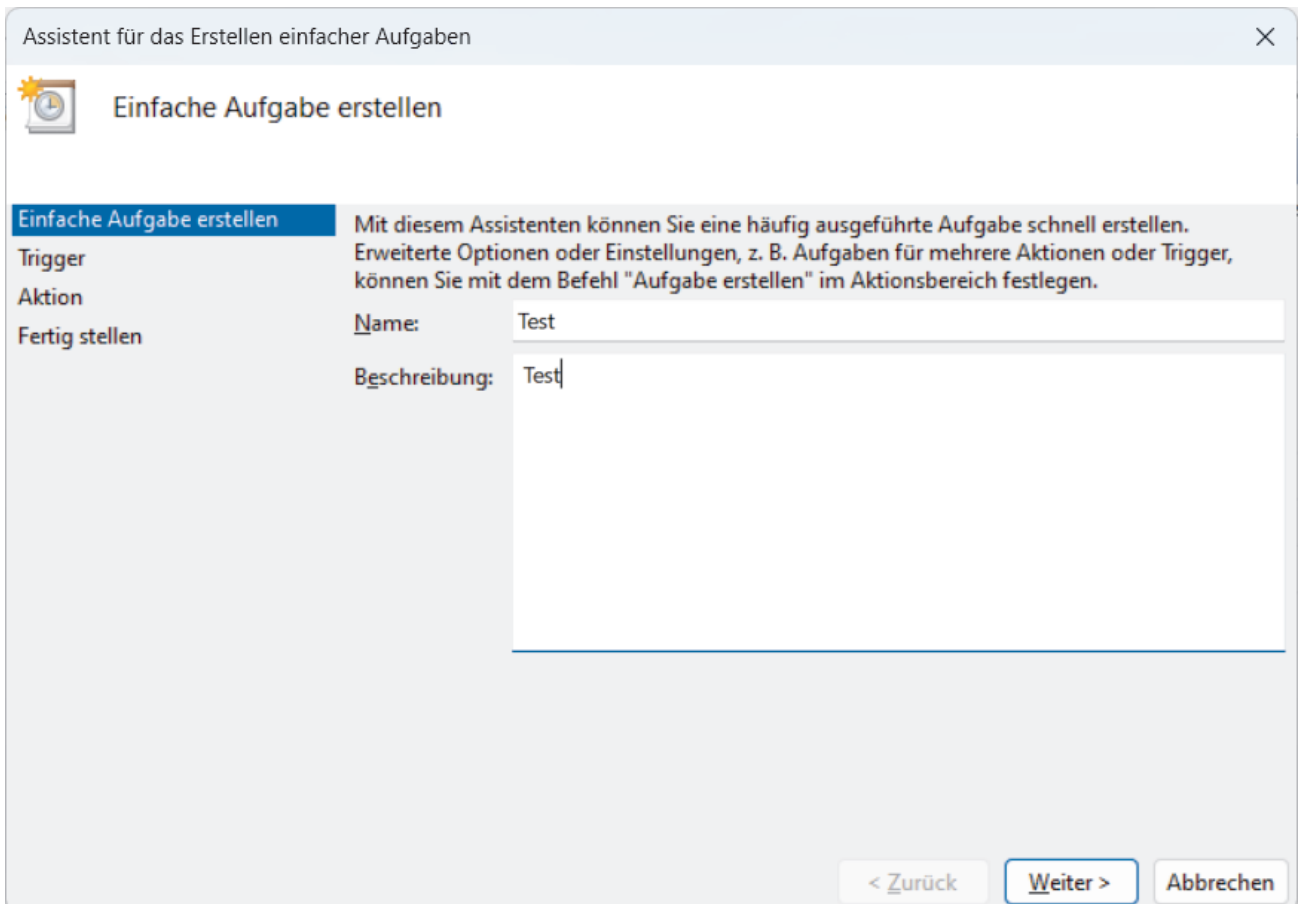 Assistent für das Erstellen einfacher Aufgaben
Einfache Aufgabe erstellen
Einfache Aufgabe erstellen
Trigger
Aktion
Fertig stellen
Mit diesem Assistenten können Sie eine häufig ausgeführte Aufgabe schnell erstellen.
Erweiterte Optionen oder Einstellungen, z. B. Aufgaben für mehrere Aktionen oder Trigger,
können Sie mit dem Befehl "Aufgabe erstellen" im Aktionsbereich festlegen.
Name: Test
Beschreibung: Test
< Zurück Weiter > Abbrechen